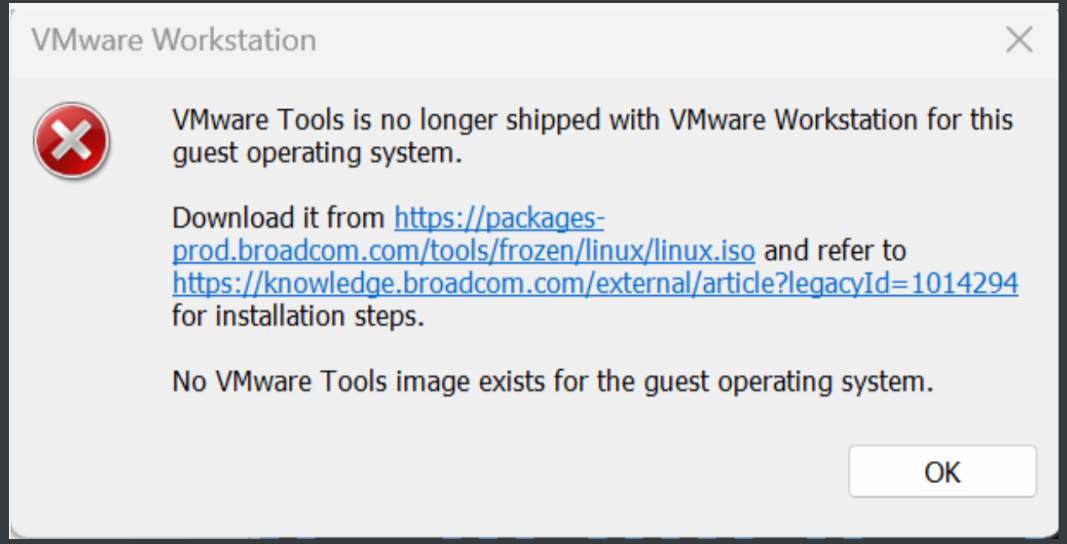 VMware Workstation
VMware Tools is no longer shipped with VMware Workstation for this
guest operating system.
Download it from https://packages-
prod.broadcom.com/tools/frozen/linux/linux.iso and refer to
https://knowledge.broadcom.com/external/article?legacyId=1014294
for installation steps.
No VMware Tools image exists for the guest operating system.
OK